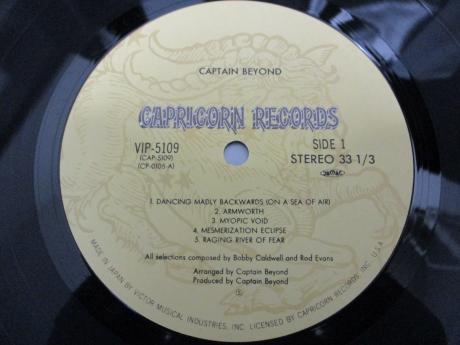 CAPTAIN BEYOND
CAPRICORN RECORDS
VIP-5109
(CAP-5109)
(CP-0105-A)
SIDE 1
STEREO 33 1/3
1. DANCING MADLY BACKWARDS (ON A SEA OF AIR)
2. ARMWORTH
3. MYOPIC VOID
4. MESMERIZATION ECLIPSE
5. RAGING RIVER OF FEAR
All selections composed by Bobby Caldwell and Rod Evans
Arranged by Captain Beyond
Produced by Captain Beyond
MADE IN JAPAN BY VICTOR MUSICAL INDUSTRIES, INC. LICENSED BY CAPRICORN RECORDS INC. U.S.A.